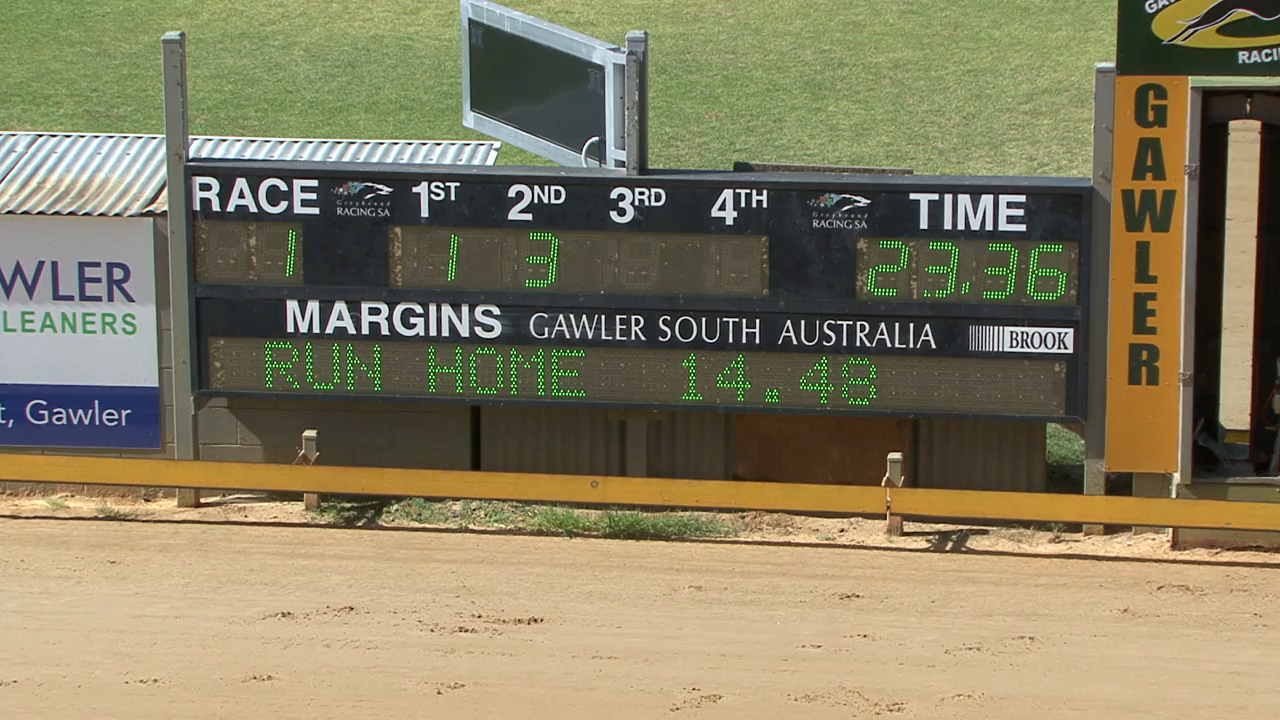 GA
RACI
GAWLER
RACE 1ST 2ND 3RD 4TH TIME
Greyhound RACING SA
Greyhound RACING SA
1 1 3 23.36
MARGINS GAWLER SOUTH AUSTRALIA BROOK
RUN HOME 14.48
WLER
LEANERS
t, Gawler